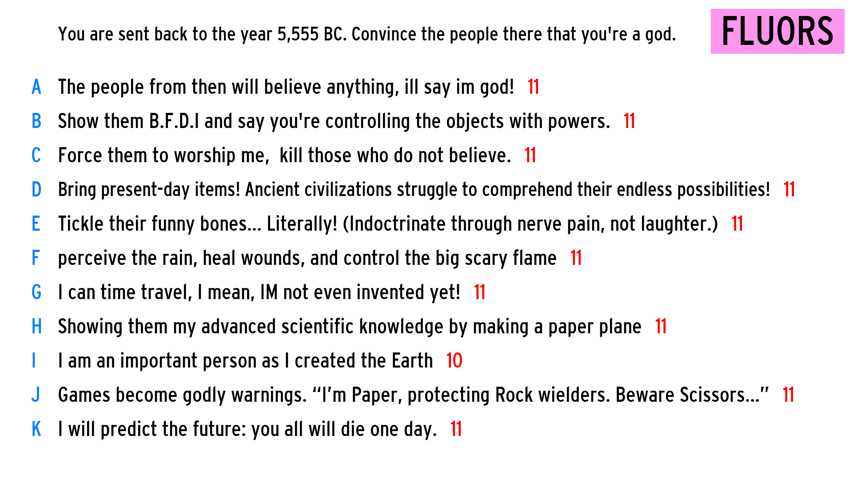 You are sent back to the year 5,555 BC. Convince the people there that you're a god.
FLUORS
A The people from then will believe anything, ill say im god! 11
B Show them B.F.D.I and say you're controlling the objects with powers. 11
C Force them to worship me, kill those who do not believe. 11
D Bring present-day items! Ancient civilizations struggle to comprehend their endless possibilities! 11
E Tickle their funny bones... Literally! (Indoctrinate through nerve pain, not laughter.) 11
F perceive the rain, heal wounds, and control the big scary flame 11
G I can time travel, I mean, IM not even invented yet! 11
H Showing them my advanced scientific knowledge by making a paper plane 11
I I am an important person as I created the Earth 10
J Games become godly warnings. “I'm Paper, protecting Rock wielders. Beware Scissors...” 11
K I will predict the future: you all will die one day. 11